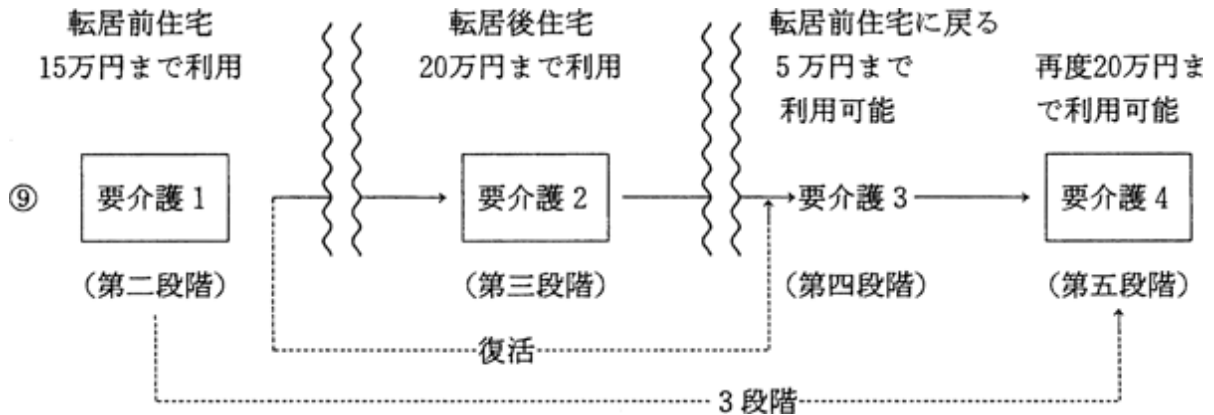 転居前住宅
15万円まで利用
転居後住宅
20万円まで利用
転居前住宅に戻る
5万円まで
利用可能
再度20万円ま
で利用可能
⑨
要介護1
要介護2
要介護3
要介護4
(第二段階)
(第三段階)
(第四段階)
(第五段階)
復活
3段階